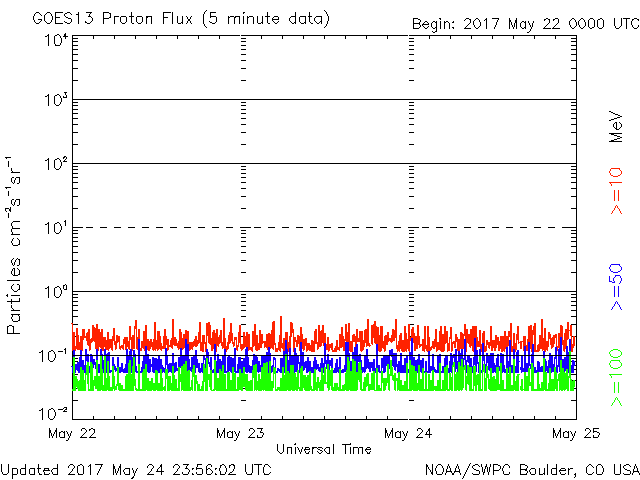 GOES13 Proton Flux (5 minute data)
Begin: 2017 May 22 0000 UTC
10⁴
10³
10²
10¹
10⁰
10⁻¹
10⁻²
Particles cm⁻²s⁻¹sr⁻¹
May 22
May 23
May 24
May 25
Universal Time
MeV
>=10
>=50
>=100
Updated 2017 May 24 23:56:02 UTC
NOAA/SWPC Boulder, CO USA